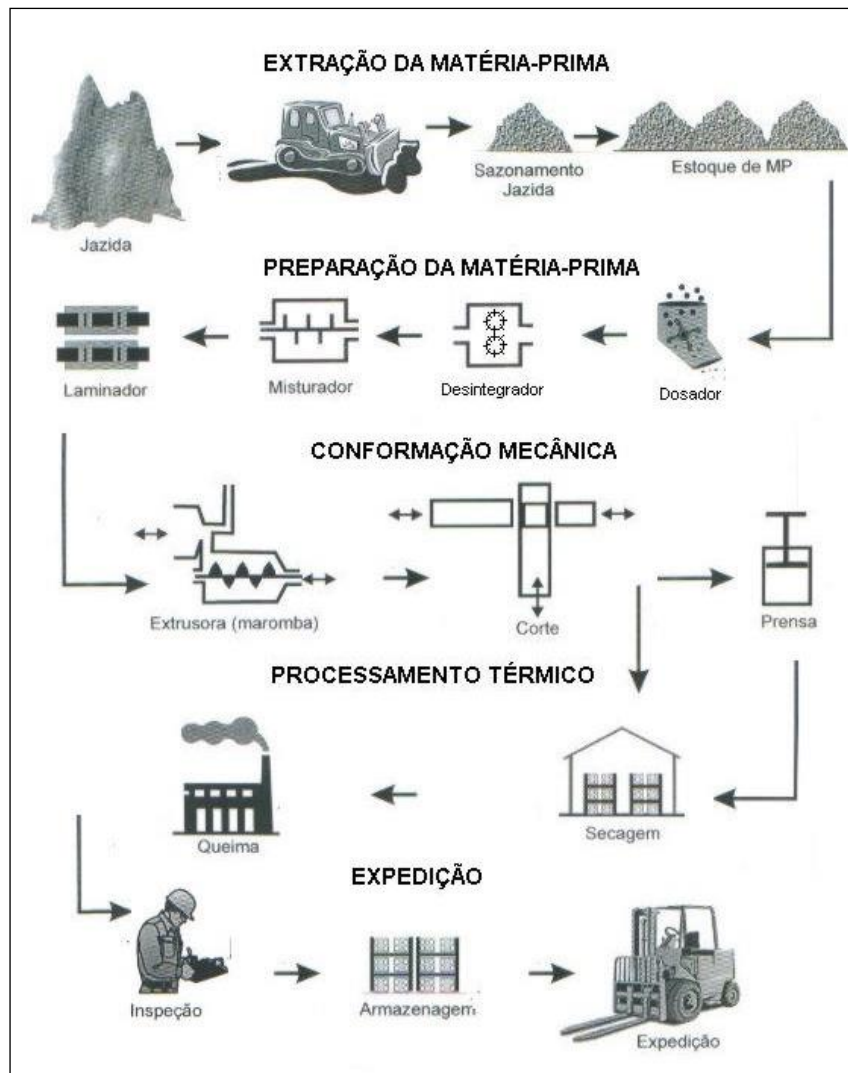 EXTRAÇÃO DA MATÉRIA-PRIMA
Jazida
Sazonamento
Jazida
Estoque de MP
PREPARAÇÃO DA MATÉRIA-PRIMA
Laminador
Misturador
Desintegrador
Dosador
CONFORMAÇÃO MECÂNICA
Extrusora (maromba)
Corte
Prensa
PROCESSAMENTO TÉRMICO
Queima
Secagem
EXPEDIÇÃO
Inspeção
Armazenagem
Expedição